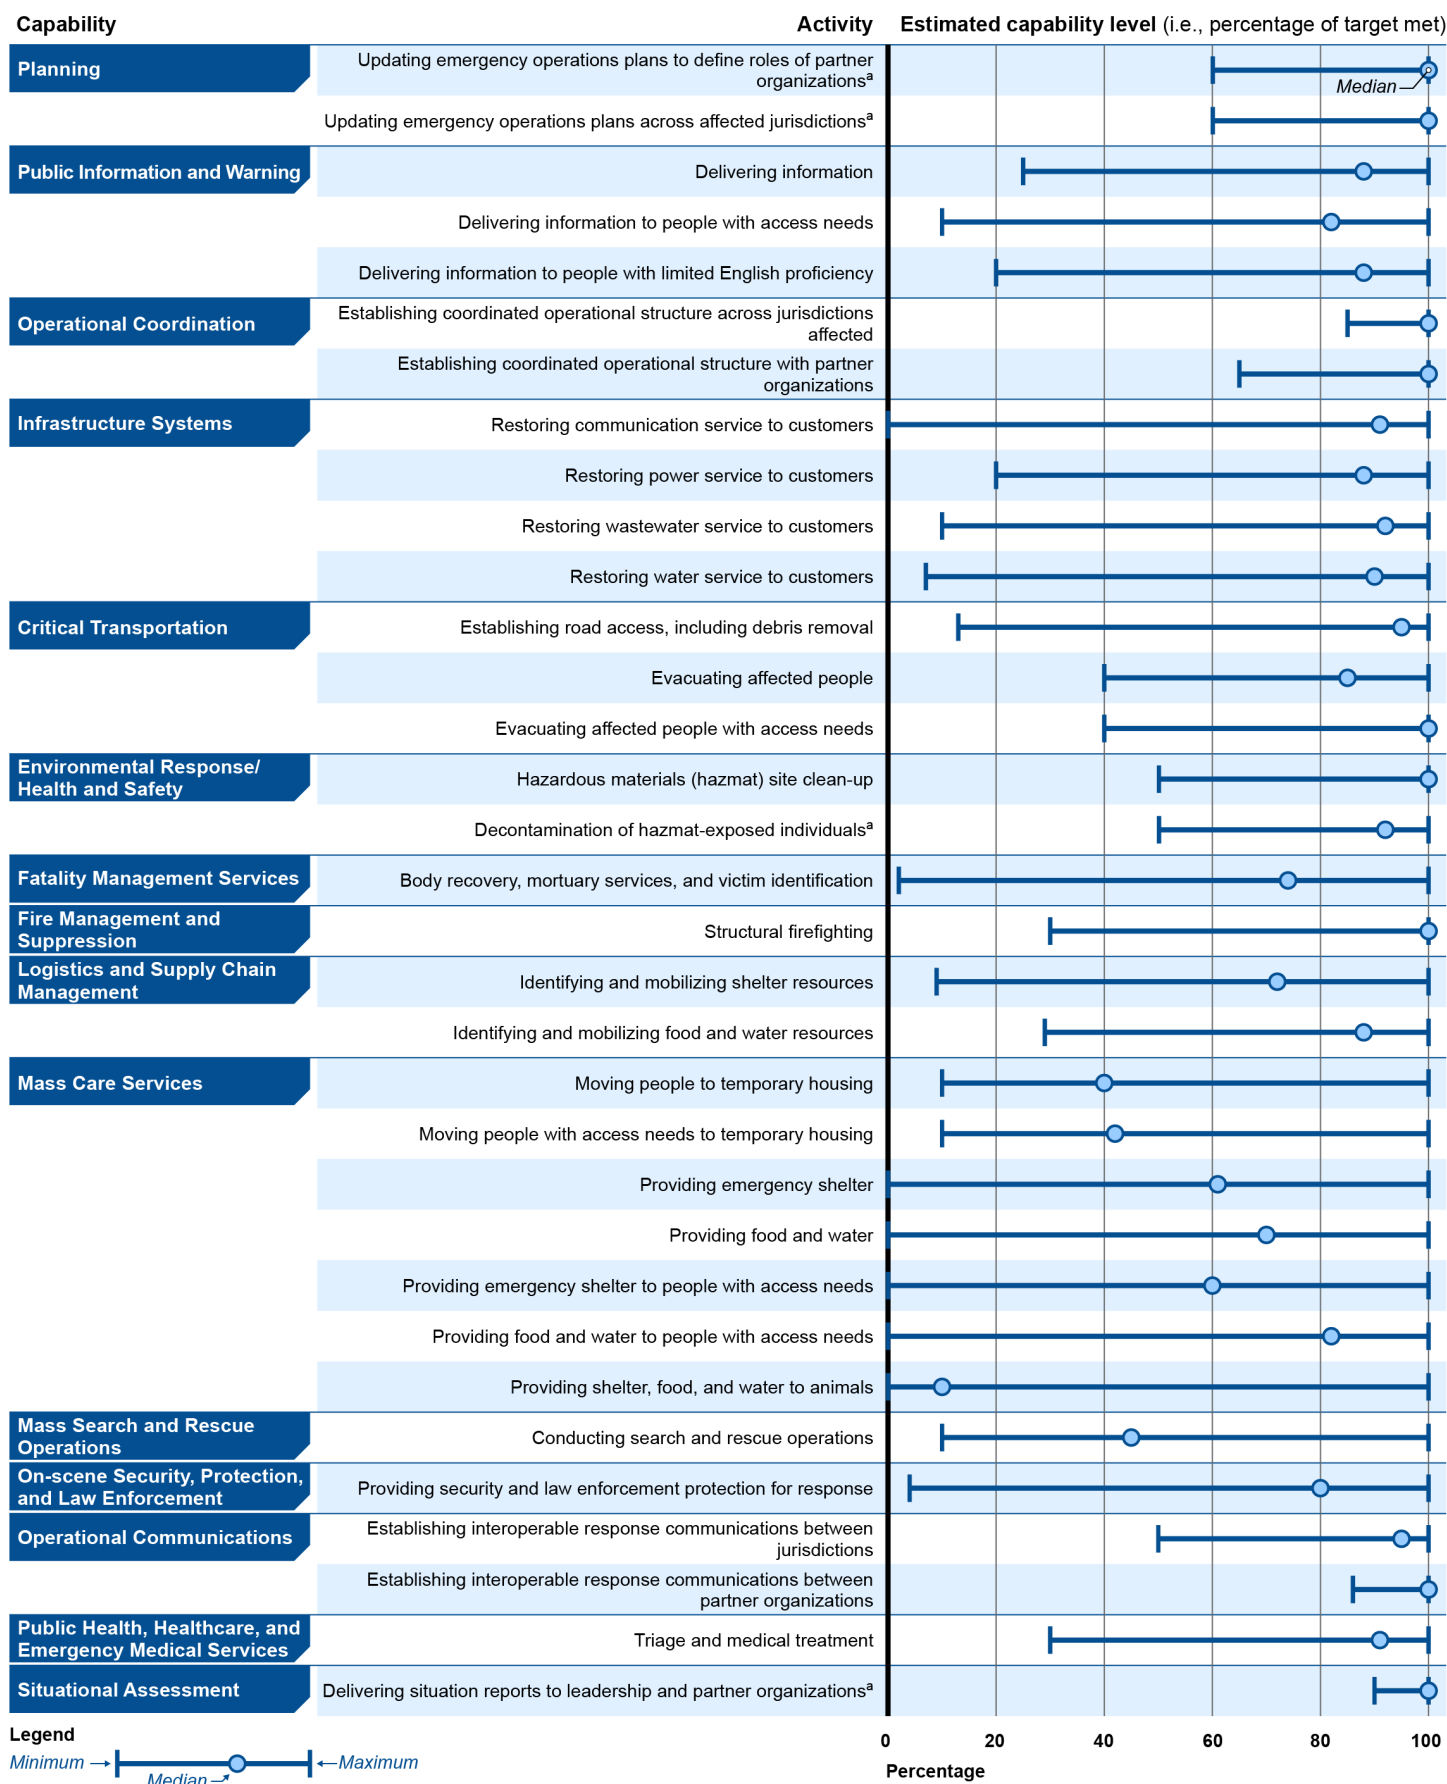 Capability
Activity
Estimated capability level (i.e., percentage of target met)
Planning
Updating emergency operations plans to define roles of partner
organizationsᵃ
Median
Updating emergency operations plans across affected jurisdictionsᵃ
Public Information and Warning
Delivering information
Delivering information to people with access needs
Delivering information to people with limited English proficiency
Operational Coordination
Establishing coordinated operational structure across jurisdictions
affected
Establishing coordinated operational structure with partner
organizations
Infrastructure Systems
Restoring communication service to customers
Restoring power service to customers
Restoring wastewater service to customers
Restoring water service to customers
Critical Transportation
Establishing road access, including debris removal
Evacuating affected people
Evacuating affected people with access needs
Environmental Response/
Health and Safety
Hazardous materials (hazmat) site clean-up
Decontamination of hazmat-exposed individualsᵃ
Fatality Management Services
Body recovery, mortuary services, and victim identification
Fire Management and
Suppression
Structural firefighting
Logistics and Supply Chain
Management
Identifying and mobilizing shelter resources
Identifying and mobilizing food and water resources
Mass Care Services
Moving people to temporary housing
Moving people with access needs to temporary housing
Providing emergency shelter
Providing food and water
Providing emergency shelter to people with access needs
Providing food and water to people with access needs
Providing shelter, food, and water to animals
Mass Search and Rescue
Operations
Conducting search and rescue operations
On-scene Security, Protection,
and Law Enforcement
Providing security and law enforcement protection for response
Operational Communications
Establishing interoperable response communications between
jurisdictions
Establishing interoperable response communications between
partner organizations
Public Health, Healthcare, and
Emergency Medical Services
Triage and medical treatment
Situational Assessment
Delivering situation reports to leadership and partner organizationsᵃ
0 20 40 60 80 100
Percentage
Legend
Minimum
Maximum
Median